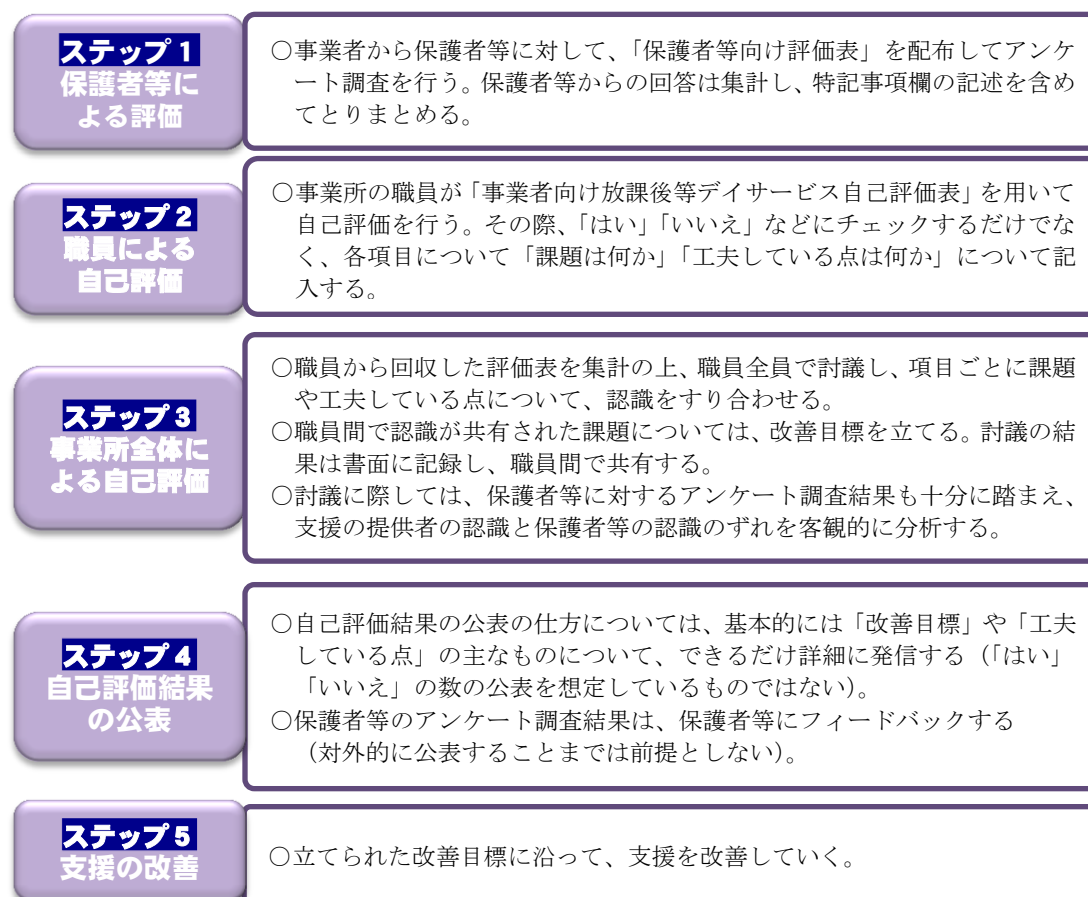 ステップ1
保護者等に
よる評価
○事業者から保護者等に対して、「保護者等向け評価表」を配布してアンケ
ート調査を行う。保護者等からの回答は集計し、特記事項欄の記述を含め
てとりまとめる。
ステップ2
職員による
自己評価
○事業所の職員が「事業者向け放課後等デイサービス自己評価表」を用いて
自己評価を行う。その際、「はい」「いいえ」などにチェックするだけでな
く、各項目について「課題は何か」「工夫している点は何か」について記
入する。
ステップ3
事業所全体に
よる自己評価
○職員から回収した評価表を集計の上、職員全員で討議し、項目ごとに課題
や工夫している点について、認識をすり合わせる。
○職員間で認識が共有された課題については、改善目標を立てる。討議の結
果は書面に記録し、職員間で共有する。
○討議に際しては、保護者等に対するアンケート調査結果も十分に踏まえ、
支援の提供者の認識と保護者等の認識のずれを客観的に分析する。
ステップ4
自己評価結果
の公表
○自己評価結果の公表の仕方については、基本的には「改善目標」や「工夫
している点」の主なものについて、できるだけ詳細に発信する（「はい」
「いいえ」の数の公表を想定しているものではない）。
○保護者等のアンケート調査結果は、保護者等にフィードバックする
（対外的に公表することまでは前提としない）。
ステップ5
支援の改善
○立てられた改善目標に沿って、支援を改善していく。